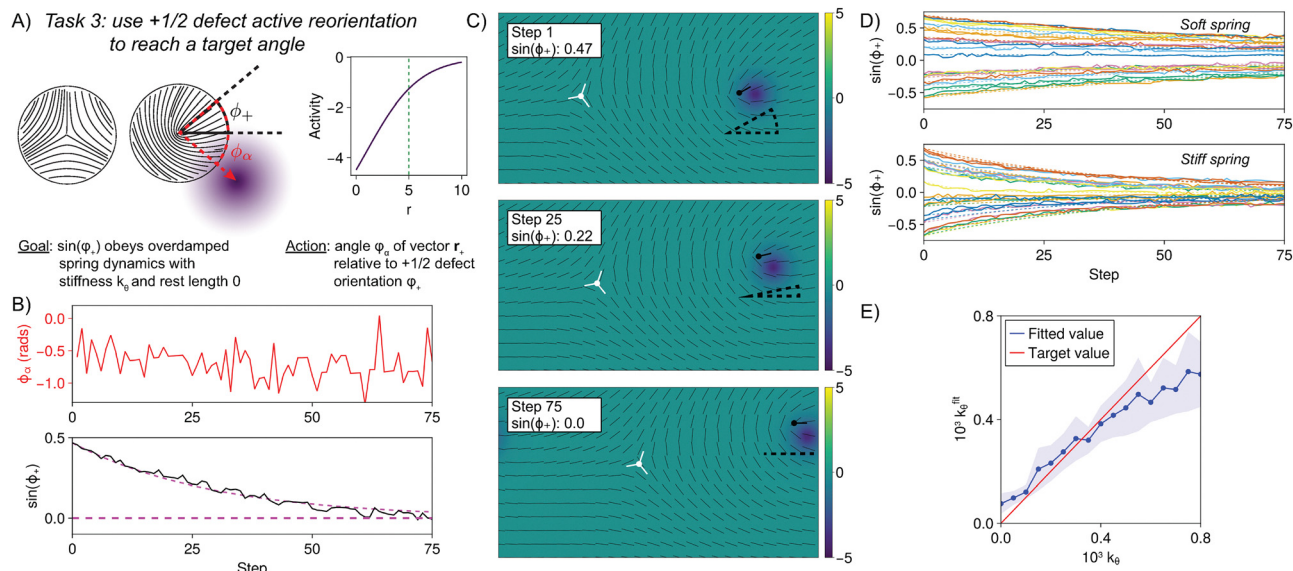 A) Task 3: use +1/2 defect active reorientation
to reach a target angle
ϕ+
ϕα
0
−2
−4
Activity
0
5
10
r
Goal: sin(φ+) obeys overdamped
spring dynamics with
stiffness kθ and rest length 0
Action: angle φα of vector r+
relative to +1/2 defect
orientation φ+
B)
0.0
−0.5
−1.0
ϕα (rads)
0
25
50
75
0.5
0.0
sin(ϕ+)
0
25
50
75
Step
C)
Step 1
sin(ϕ+): 0.47
5
0
−5
Step 25
sin(ϕ+): 0.22
5
0
−5
Step 75
sin(ϕ+): 0.0
5
0
−5
D)
Soft spring
0.5
0.0
−0.5
sin(ϕ+)
0
25
50
75
Stiff spring
0.5
0.0
−0.5
sin(ϕ+)
0
25
50
75
Step
E)
Fitted value
Target value
0.8
0.4
0.0
10³ kθfit
0.0
0.4
0.8
10³ kθ